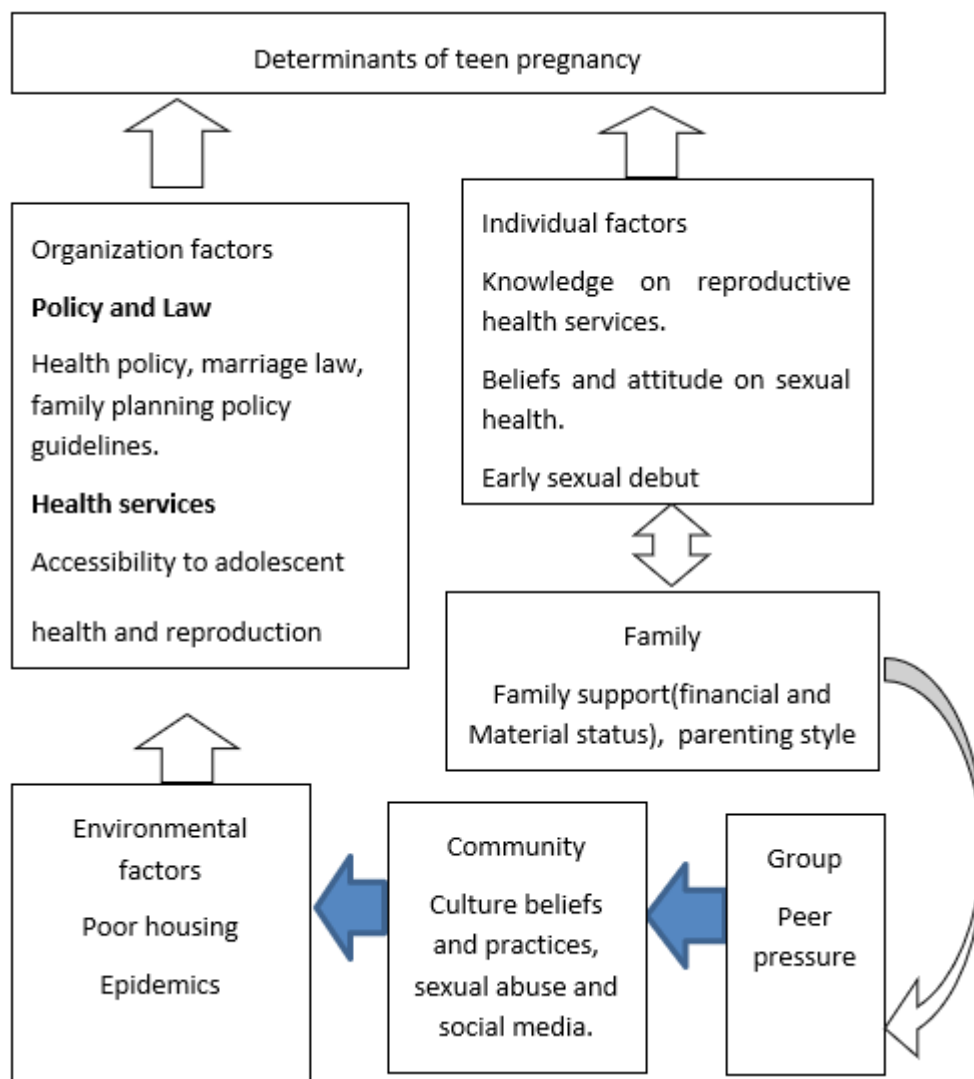 Determinants of teen pregnancy
Organization factors
Policy and Law
Health policy, marriage law,
family planning policy
guidelines.
Health services
Accessibility to adolescent
health and reproduction
Individual factors
Knowledge on reproductive
health services.
Beliefs and attitude on sexual
health.
Early sexual debut
Family
Family support(financial and
Material status), parenting style
Environmental
factors
Poor housing
Epidemics
Community
Culture beliefs
and practices,
sexual abuse and
social media.
Group
Peer
pressure